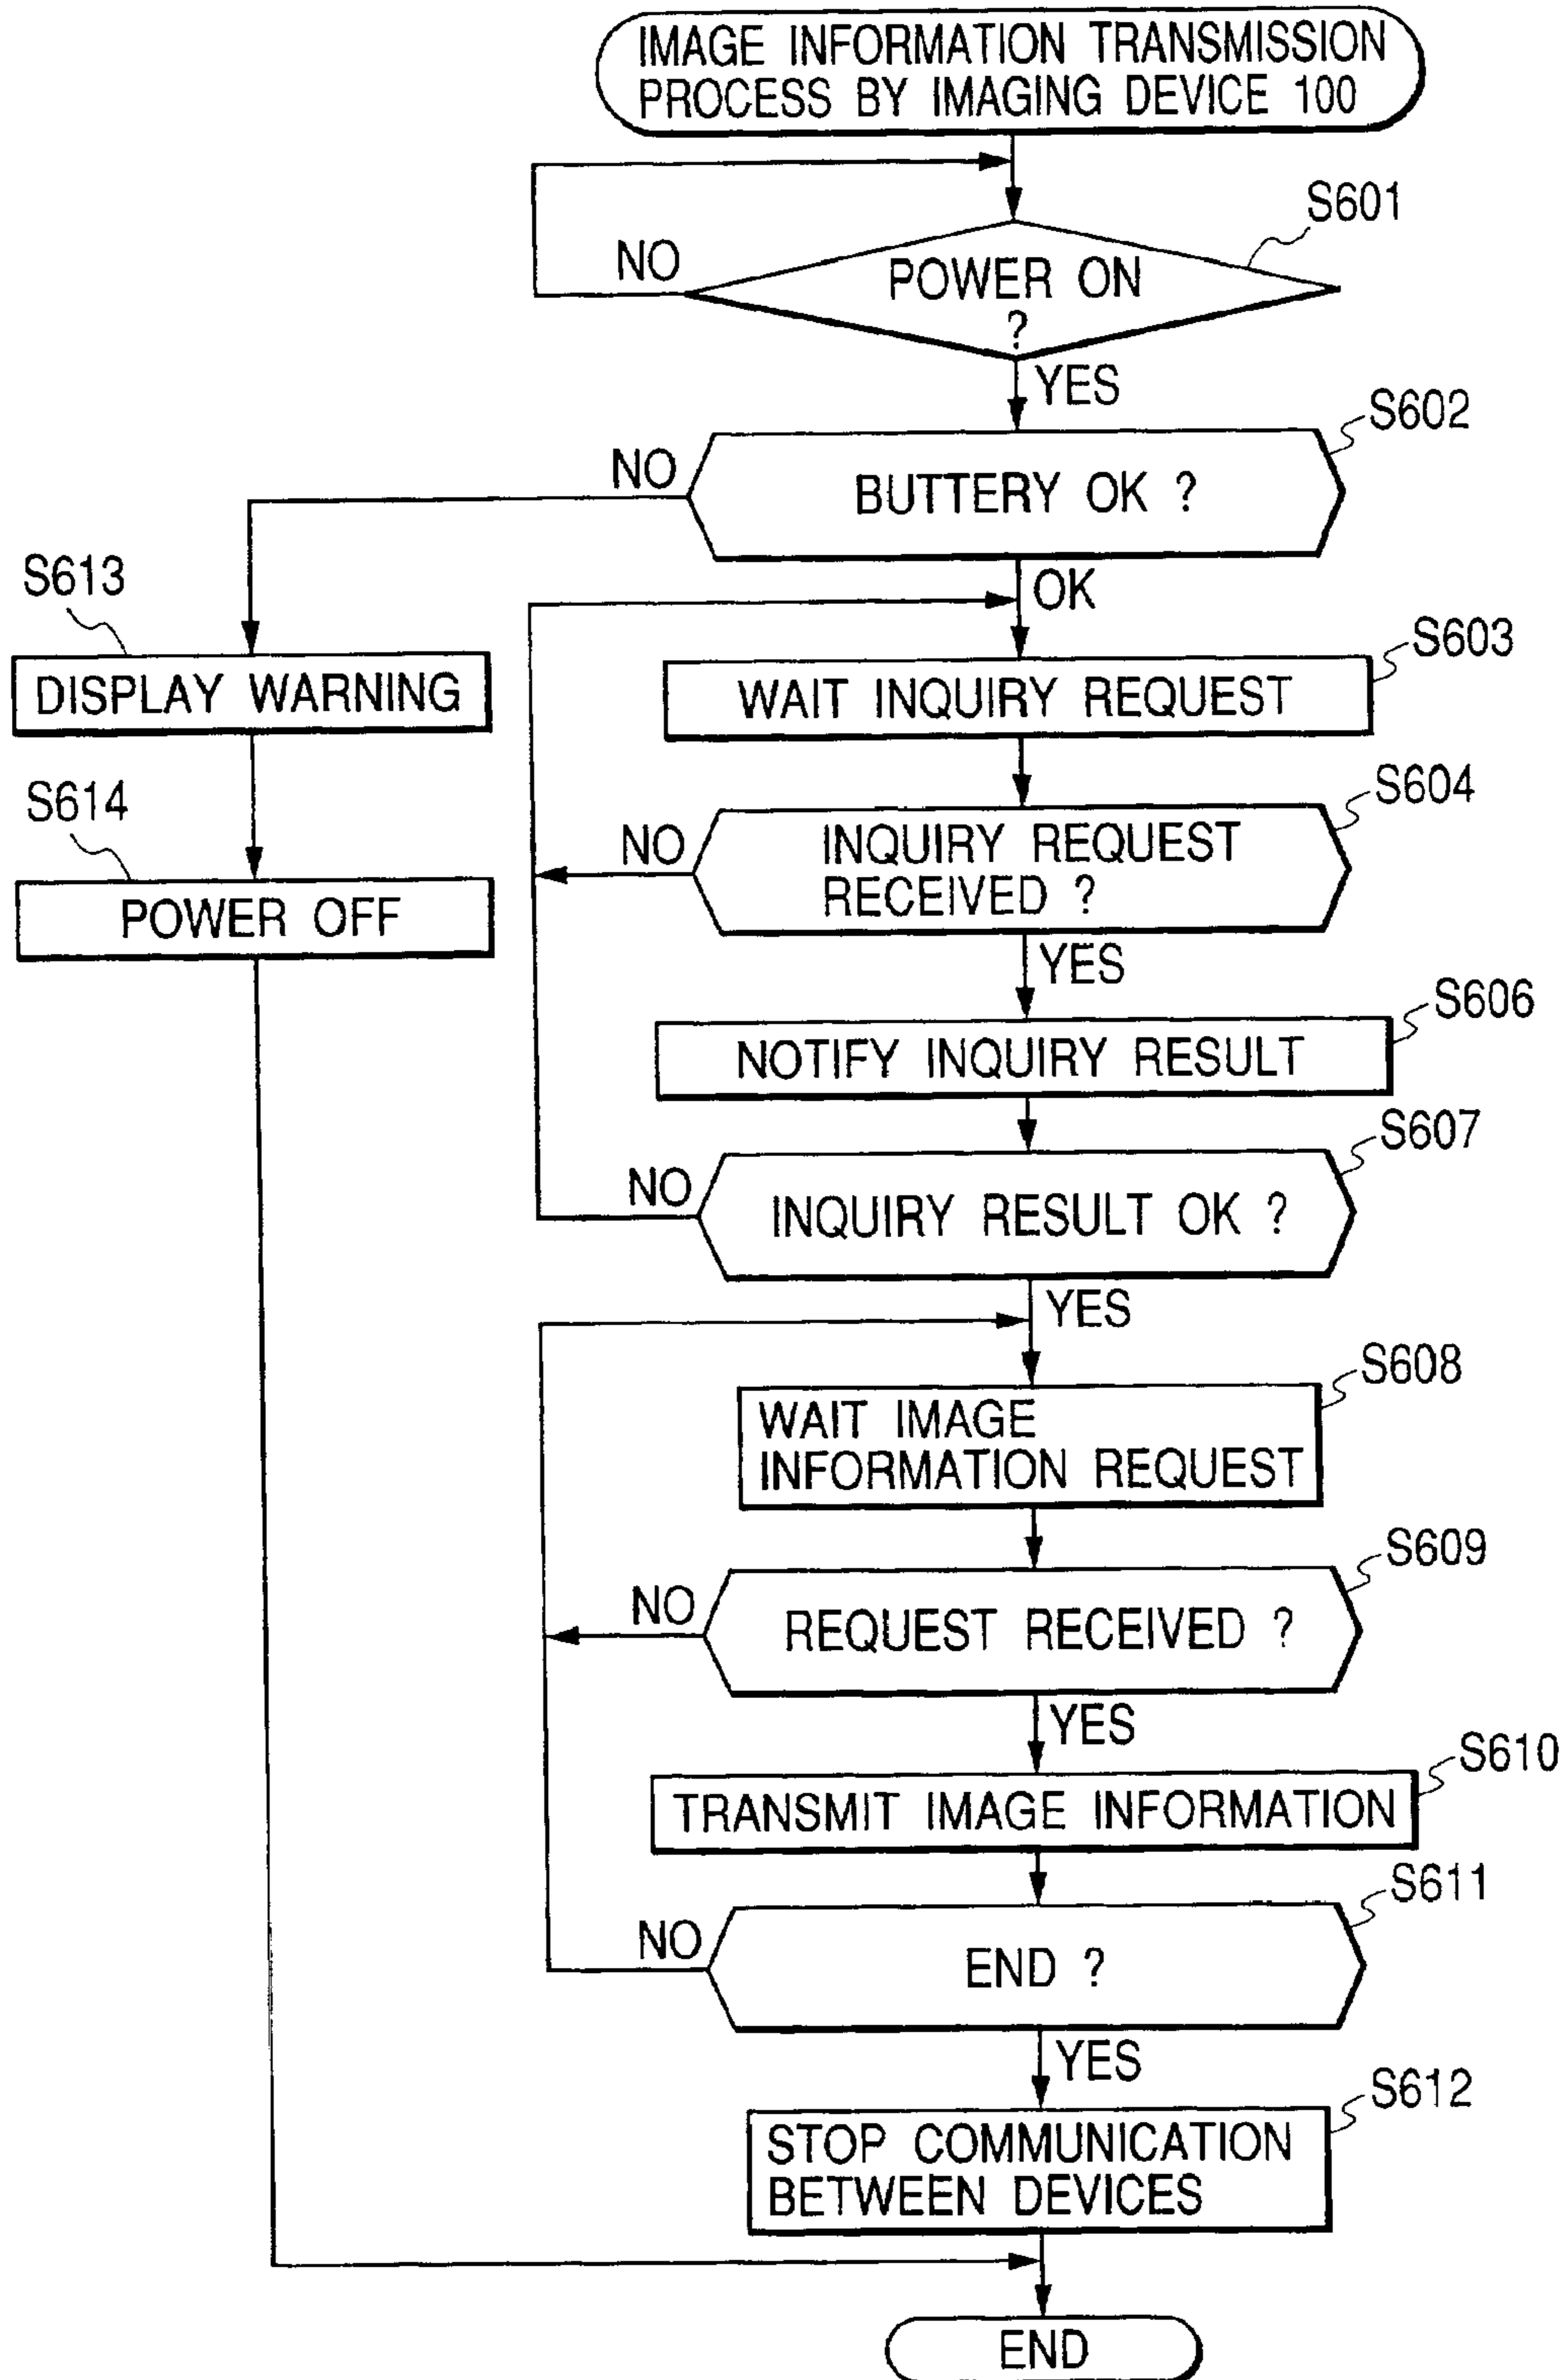 IMAGE INFORMATION TRANSMISSION
PROCESS BY IMAGING DEVICE 100
S601
NO
POWER ON
?
YES
S602
NO
BUTTERY OK ?
OK
S613
DISPLAY WARNING
S603
WAIT INQUIRY REQUEST
S614
POWER OFF
S604
NO
INQUIRY REQUEST
RECEIVED ?
YES
S606
NOTIFY INQUIRY RESULT
S607
NO
INQUIRY RESULT OK ?
YES
S608
WAIT IMAGE
INFORMATION REQUEST
S609
NO
REQUEST RECEIVED ?
YES
S610
TRANSMIT IMAGE INFORMATION
S611
NO
END ?
YES
S612
STOP COMMUNICATION
BETWEEN DEVICES
END